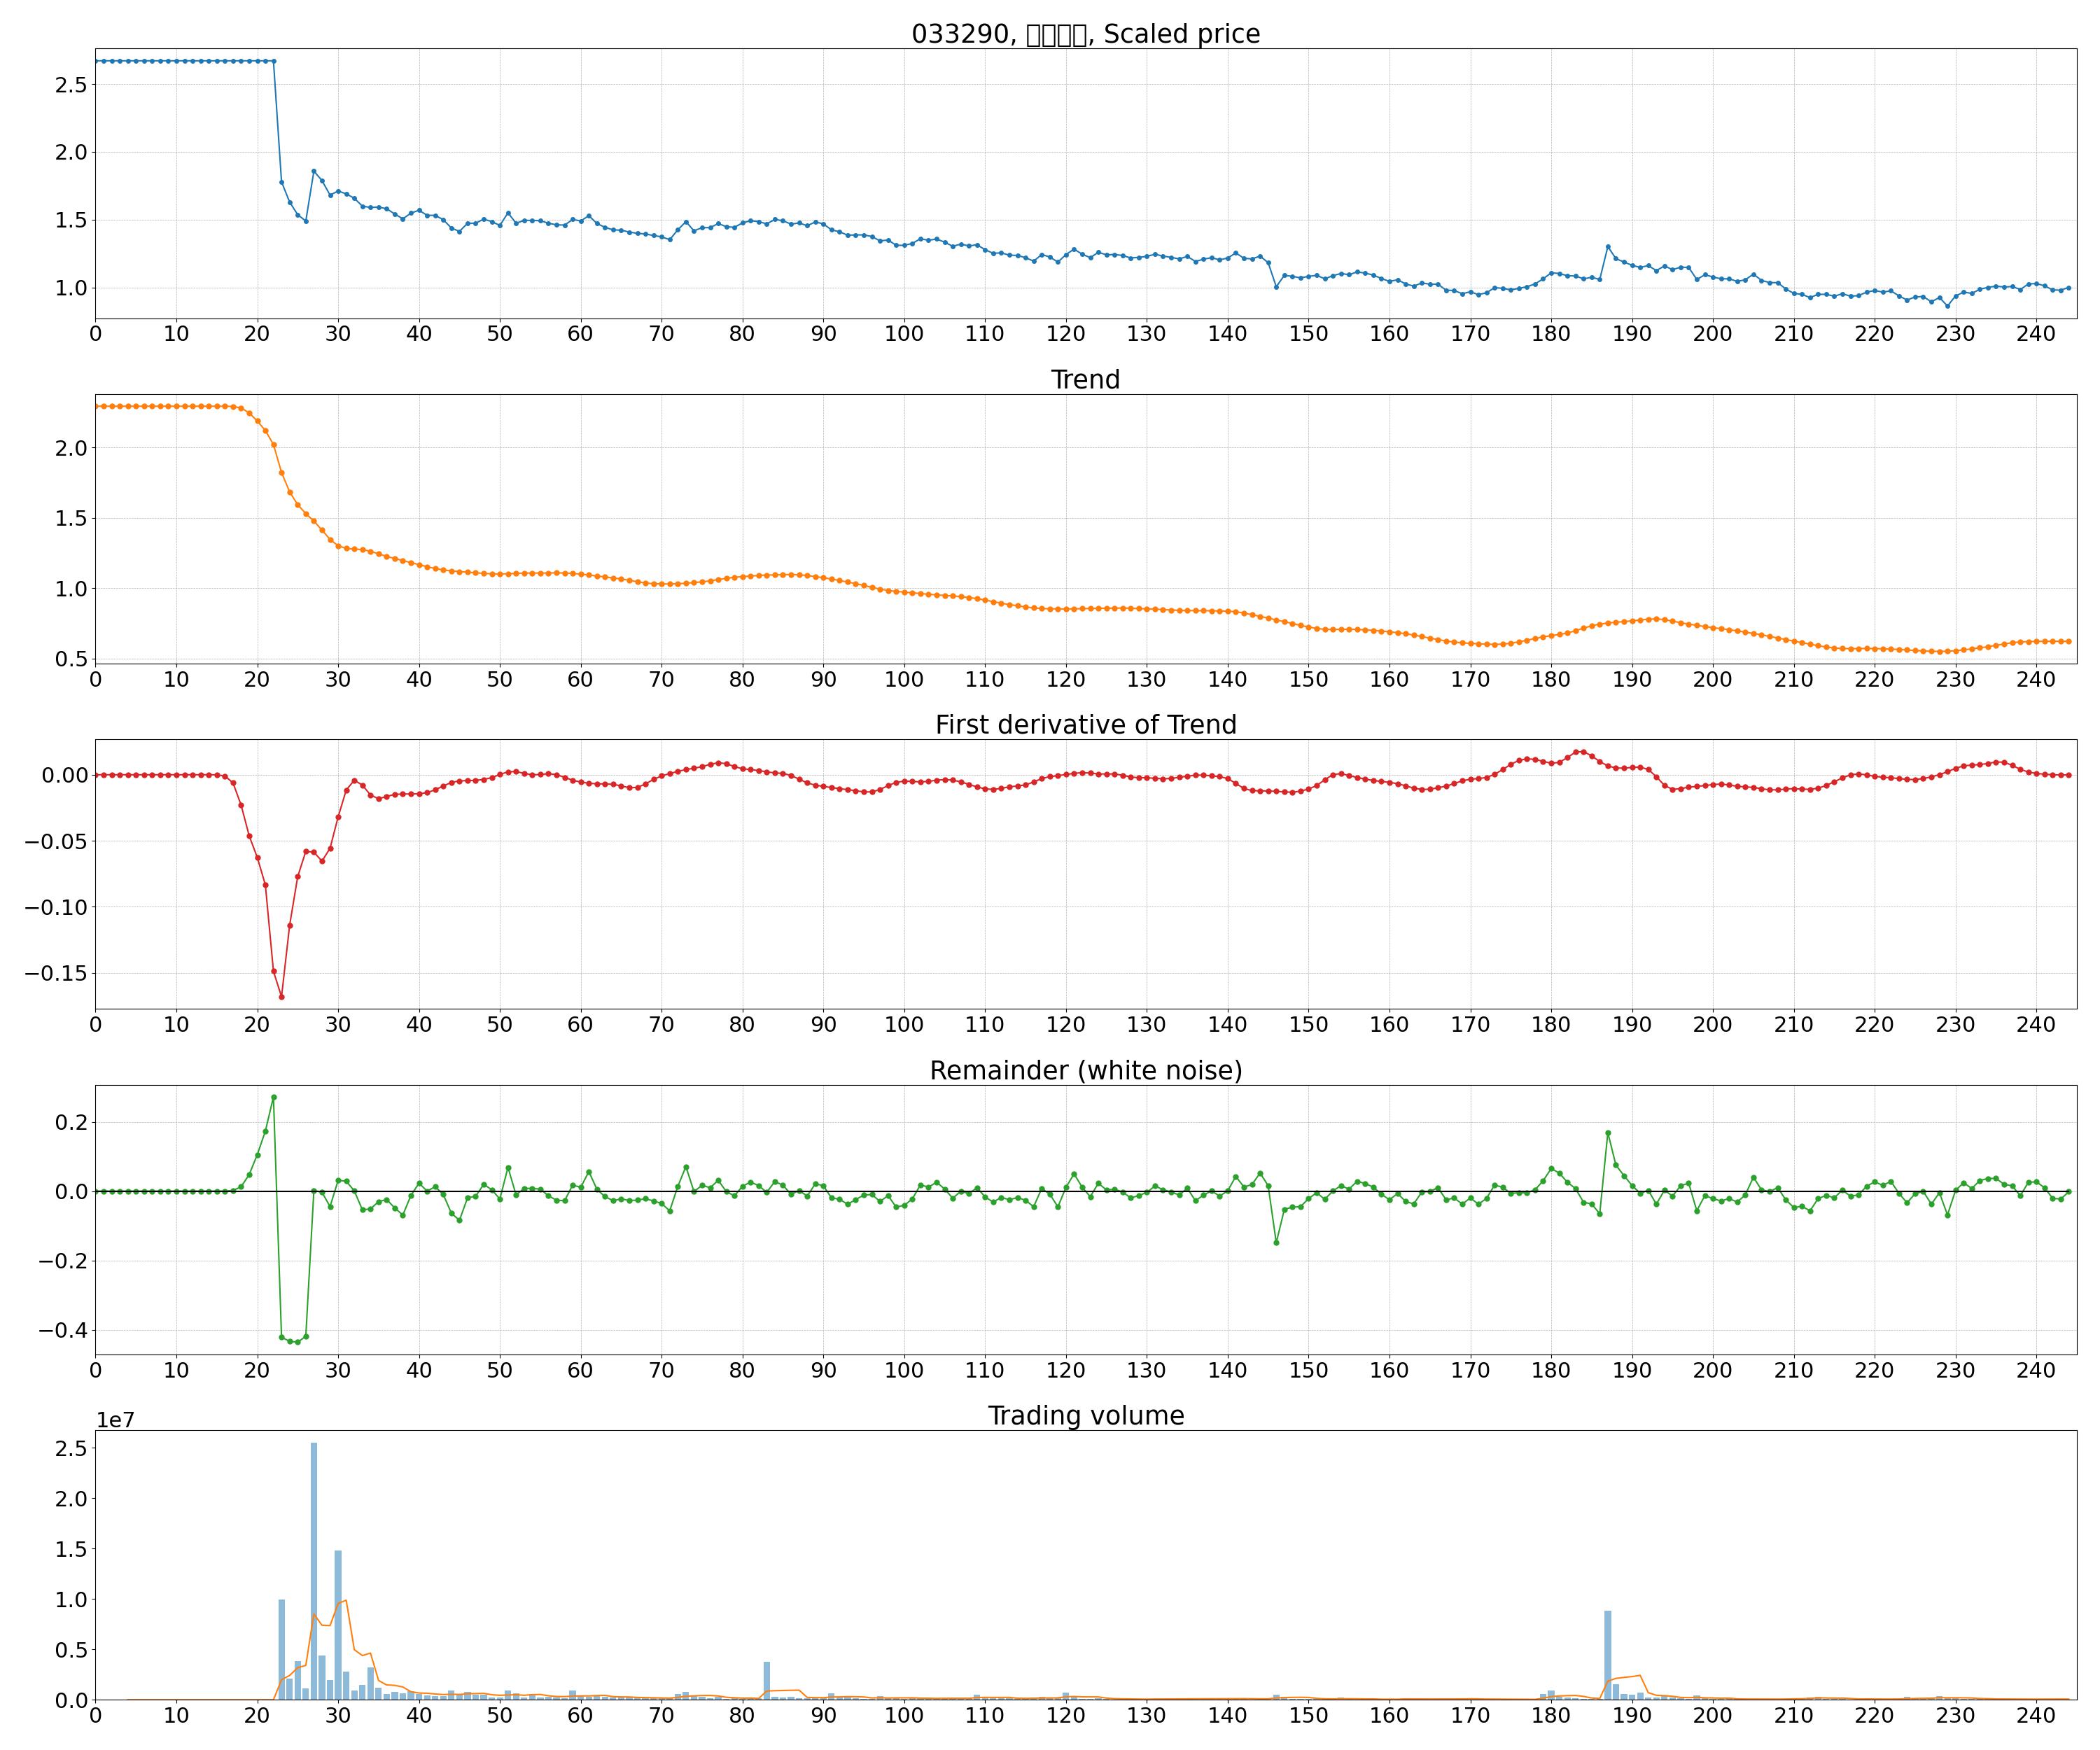 033290, □□□□, Scaled price
2.5
2.0
1.5
1.0
0 10 20 30 40 50 60 70 80 90 100 110 120 130 140 150 160 170 180 190 200 210 220 230 240
Trend
2.0
1.5
1.0
0.5
0 10 20 30 40 50 60 70 80 90 100 110 120 130 140 150 160 170 180 190 200 210 220 230 240
First derivative of Trend
0.00
−0.05
−0.10
−0.15
0 10 20 30 40 50 60 70 80 90 100 110 120 130 140 150 160 170 180 190 200 210 220 230 240
Remainder (white noise)
0.2
0.0
−0.2
−0.4
0 10 20 30 40 50 60 70 80 90 100 110 120 130 140 150 160 170 180 190 200 210 220 230 240
Trading volume
1e7
2.5
2.0
1.5
1.0
0.5
0.0
0 10 20 30 40 50 60 70 80 90 100 110 120 130 140 150 160 170 180 190 200 210 220 230 240